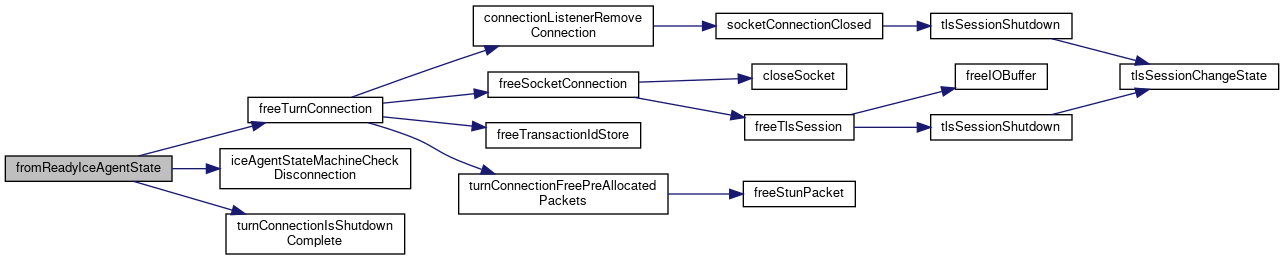 fromReadyIceAgentState
freeTurnConnection
iceAgentStateMachineCheck
Disconnection
turnConnectionIsShutdown
Complete
connectionListenerRemove
Connection
freeSocketConnection
freeTransactionIdStore
turnConnectionFreePreAllocated
Packets
socketConnectionClosed
closeSocket
freeTlsSession
freeStunPacket
tlsSessionShutdown
freeIOBuffer
tlsSessionShutdown
tlsSessionChangeState